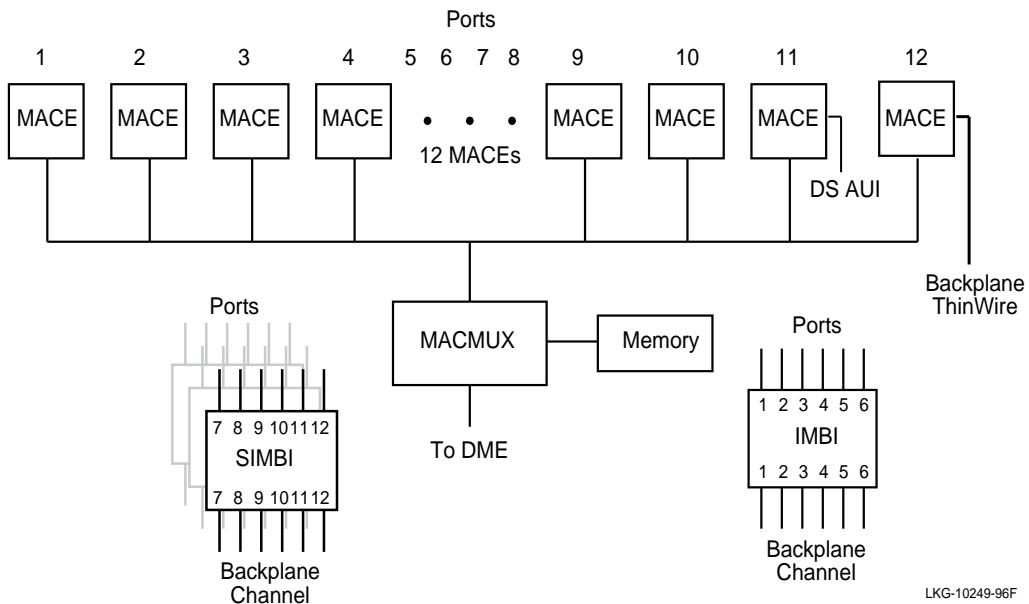 Ports
1 2 3 4 5 6 7 8 9 10 11 12
MACE MACE MACE MACE • • • MACE MACE MACE MACE
12 MACEs
DS AUI
Backplane
ThinWire
Ports
MACMUX
Memory
Ports
7 8 9 10 11 12
SIMBI
7 8 9 10 11 12
Backplane
Channel
To DME
1 2 3 4 5 6
IMBI
1 2 3 4 5 6
Backplane
Channel
LKG-10249-96F